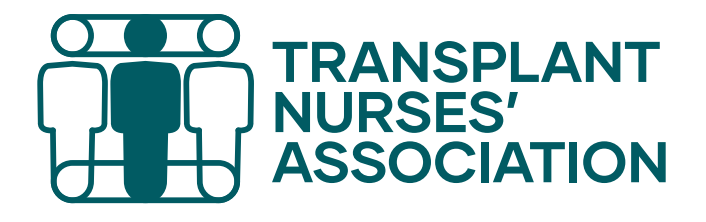 TRANSPLANT
NURSES’
ASSOCIATION